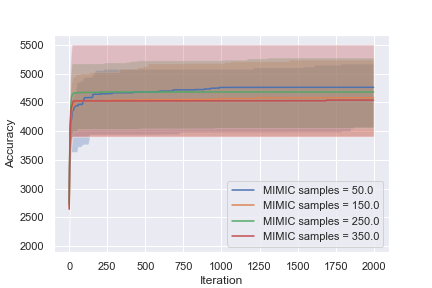 5500
5000
4500
4000
3500
3000
2500
2000
Accuracy
MIMIC samples = 50.0
MIMIC samples = 150.0
MIMIC samples = 250.0
MIMIC samples = 350.0
0 250 500 750 1000 1250 1500 1750 2000
Iteration